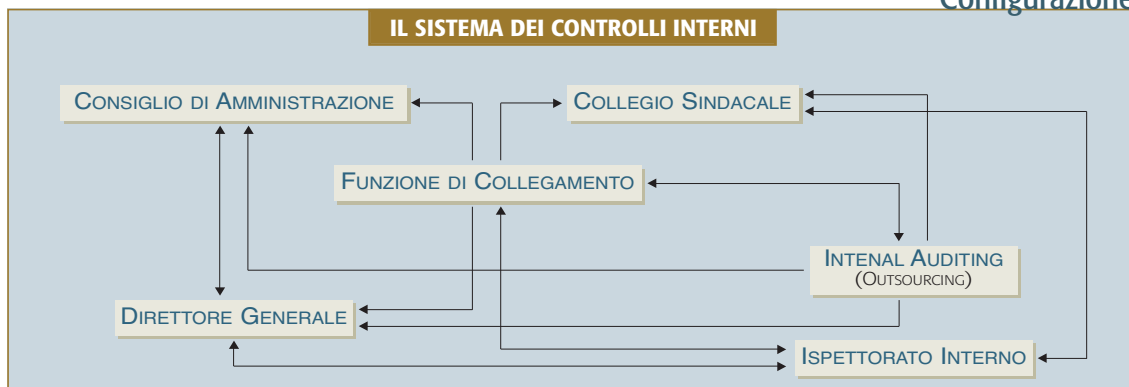 Configurazione
IL SISTEMA DEI CONTROLLI INTERNI
CONSIGLIO DI AMMINISTRAZIONE
COLLEGIO SINDACALE
FUNZIONE DI COLLEGAMENTO
INTENAL AUDITING
(OUTSOURCING)
DIRETTORE GENERALE
ISPETTORATO INTERNO